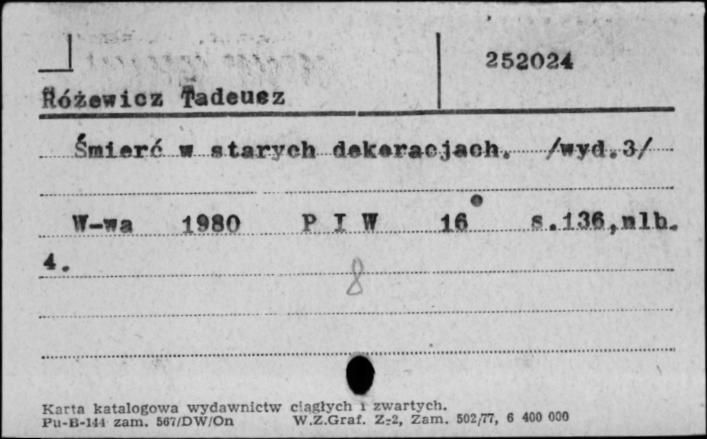 252024
Różewicz Tadeusz
Śmierć w starych dekoracjach. /wyd.3/
W-wa 1980 P I W 16° s.136,nlb.
4.
8
Karta katalogowa wydawnictw ciągłych i zwartych.
Pu-B-144 zam. 567/DW/On W.Z.Graf. Z-2, Zam. 502/77, 6 400 000